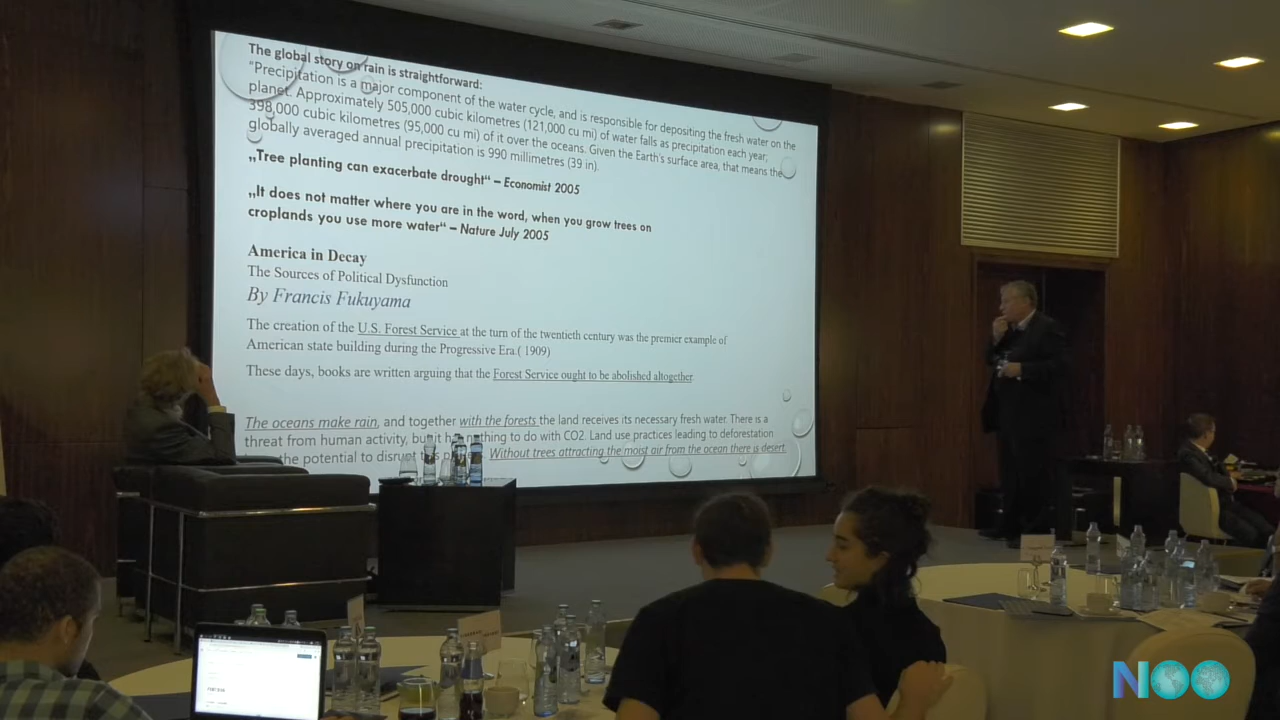 The global story on rain is straightforward:
"Precipitation is a major component of the water cycle, and is responsible for depositing the fresh water on the
planet. Approximately 505,000 cubic kilometres (121,000 cu mi) of water falls as precipitation each year,
398,000 cubic kilometres (95,000 cu mi) of it over the oceans. Given the Earth's surface area, that means the
globally averaged annual precipitation is 990 millimetres (39 in).
„Tree planting can exacerbate drought“ – Economist 2005
„It does not matter where you are in the word, when you grow trees on
croplands you use more water“ – Nature July 2005
America in Decay
The Sources of Political Dysfunction
By Francis Fukuyama
The creation of the U.S. Forest Service at the turn of the twentieth century was the premier example of
American state building during the Progressive Era.( 1909)
These days, books are written arguing that the Forest Service ought to be abolished altogether.
The oceans make rain, and together with the forests the land receives its necessary fresh water. There is a
threat from human activity, but it has nothing to do with CO2. Land use practices leading to deforestation
the potential to disrupt Without trees attracting the moist air from the ocean there is desert.
NOO